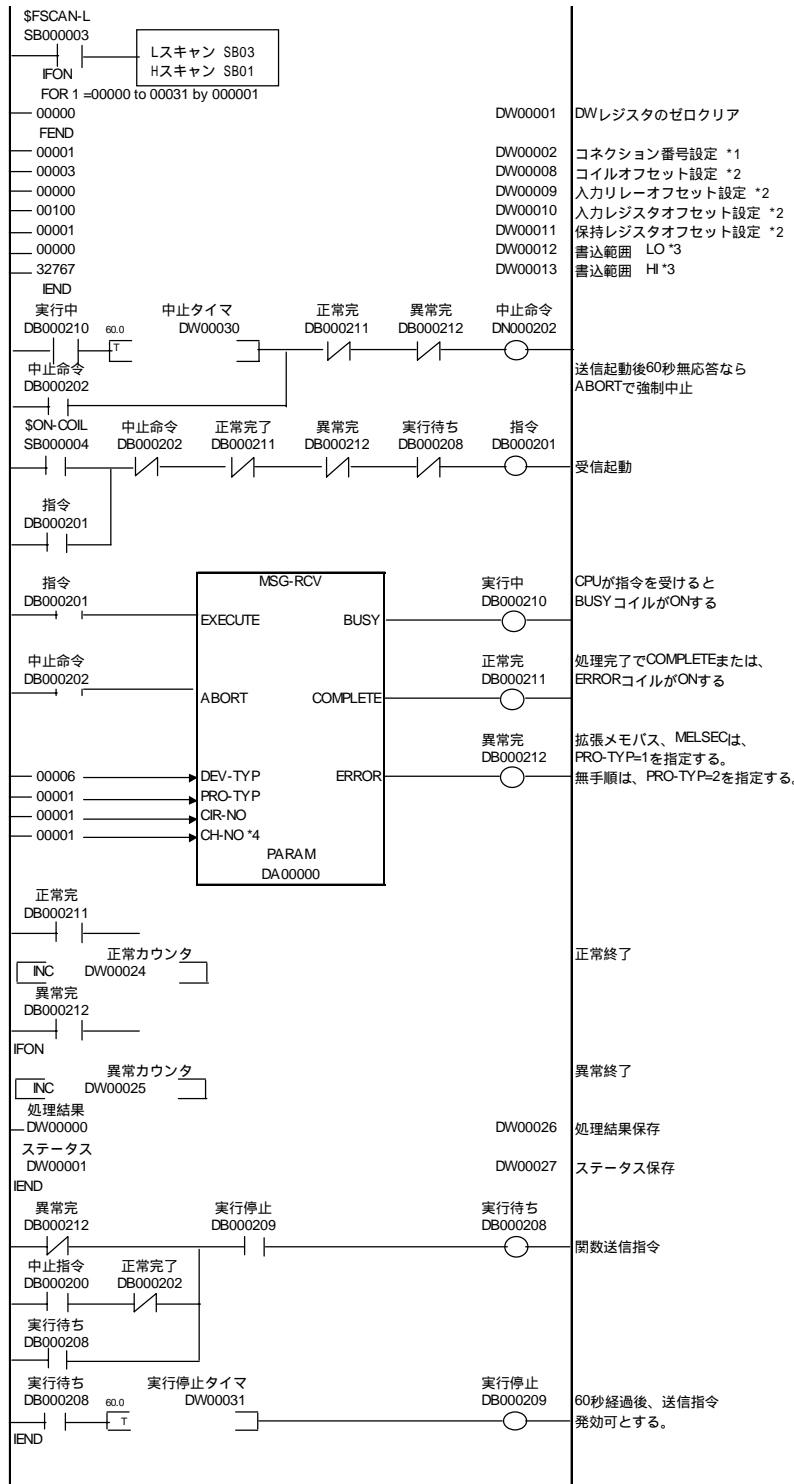 $FSCAN-L
SB000003
Lスキャン SB03
Hスキャン SB01
IFON
FOR 1 =00000 to 00031 by 000001
00000 DW00001 DWレジスタのゼロクリア
FEND
00001 DW00002 コネクション番号設定 *1
00003 DW00008 コイルオフセット設定 *2
00000 DW00009 入力リレーオフセット設定 *2
00100 DW00010 入力レジスタオフセット設定 *2
00001 DW00011 保持レジスタオフセット設定 *2
00000 DW00012 書込範囲 LO *3
32767 DW00013 書込範囲 HI *3
IEND
実行中 中止タイマ 正常完 異常完 中止命令
DB000210 60.0 DW00030 DB000211 DB000212 DN000202
T
中止命令 送信起動後60秒無応答なら
DB000202 ABORTで強制中止
$ON-COIL 中止命令 正常完了 異常完 実行待ち 指令
SB000004 DB000202 DB000211 DB000212 DB000208 DB000201
受信起動
指令
DB000201
指令 MSG-RCV 実行中 CPUが指令を受けると
DB000201 DB000210 BUSYコイルがONする
EXECUTE BUSY
中止命令 正常完 処理完了でCOMPLETEまたは、
DB000202 DB000211 ERRORコイルがONする
ABORT COMPLETE
異常完 拡張メモバス、MELSECは、
DB000212 PRO-TYP=1を指定する。
00006 DEV-TYP ERROR 無手順は、PRO-TYP=2を指定する。
00001 PRO-TYP
00001 CIR-NO
00001 CH-NO *4
PARAM
DA00000
正常完
DB000211
正常カウンタ 正常終了
INC DW00024
異常完
DB000212
IFON
異常カウンタ 異常終了
INC DW00025
処理結果
DW00000 DW00026 処理結果保存
ステータス
DW00001 DW00027 ステータス保存
IEND
異常完 実行停止 実行待ち
DB000212 DB000209 DB000208
関数送信指令
中止指令 正常完了
DB000200 DB000202
実行待ち
DB000208
実行待ち 実行停止タイマ 実行停止
DB000208 60.0 DW00031 DB000209 60秒経過後、送信指令
T 発効可とする。
IEND